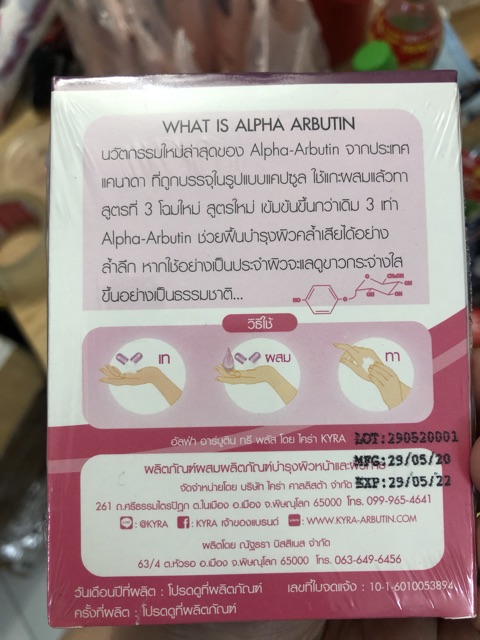 WHAT IS ALPHA ARBUTIN
นวัตกรรมใหม่ล่าสุดของ Alpha-Arbutin จากประเทศ
แคนาดา ที่ถูกบรรจุในรูปแบบแคปซูล ใช้แกะผสมแล้วทา
สูตรที่ 3 โฉมใหม่ สูตรใหม่ เข้มข้นขึ้นกว่าเดิม 3 เท่า
Alpha-Arbutin ช่วยฟื้นบำรุงผิวคล้ำเสียได้อย่าง
ล้ำลึก หากใช้อย่างเป็นประจำผิวจะแลดูขาวกระจ่างใส
ขึ้นอย่างเป็นธรรมชาติ...
วิธีใช้
เท
ผสม
ทา
อัลฟ่า อาร์บูติน ทรี พลัส โดย ไคร่า KYRA
LOT:290520001
MFG:29/05/20
EXP:29/05/22
ผลิตภัณฑ์ผสมผลิตภัณฑ์บำรุงผิวหน้าและผิวกาย
จัดจำหน่ายโดย บริษัท ไคร่า คาลลิสต้า จำกัด
261 ถ.ศรีธรรมไตรปิฎก ต.ในเมือง อ.เมือง จ.พิษณุโลก 65000 โทร. 099-965-4641
: @KYRA : KYRA เจ้าของแบรนด์ : WWW.KYRA-ARBUTIN.COM
ผลิตโดย ณัฐธรา บิสสิเนส จำกัด
63/4 ต.หัวรอ อ.เมือง จ.พิษณุโลก 65000 โทร. 063-649-6456
วันเดือนปีที่ผลิต : โปรดดูที่ผลิตภัณฑ์ เลขที่ใบจดแจ้ง : 10-1-6010053894
ครั้งที่ผลิต : โปรดดูที่ผลิตภัณฑ์